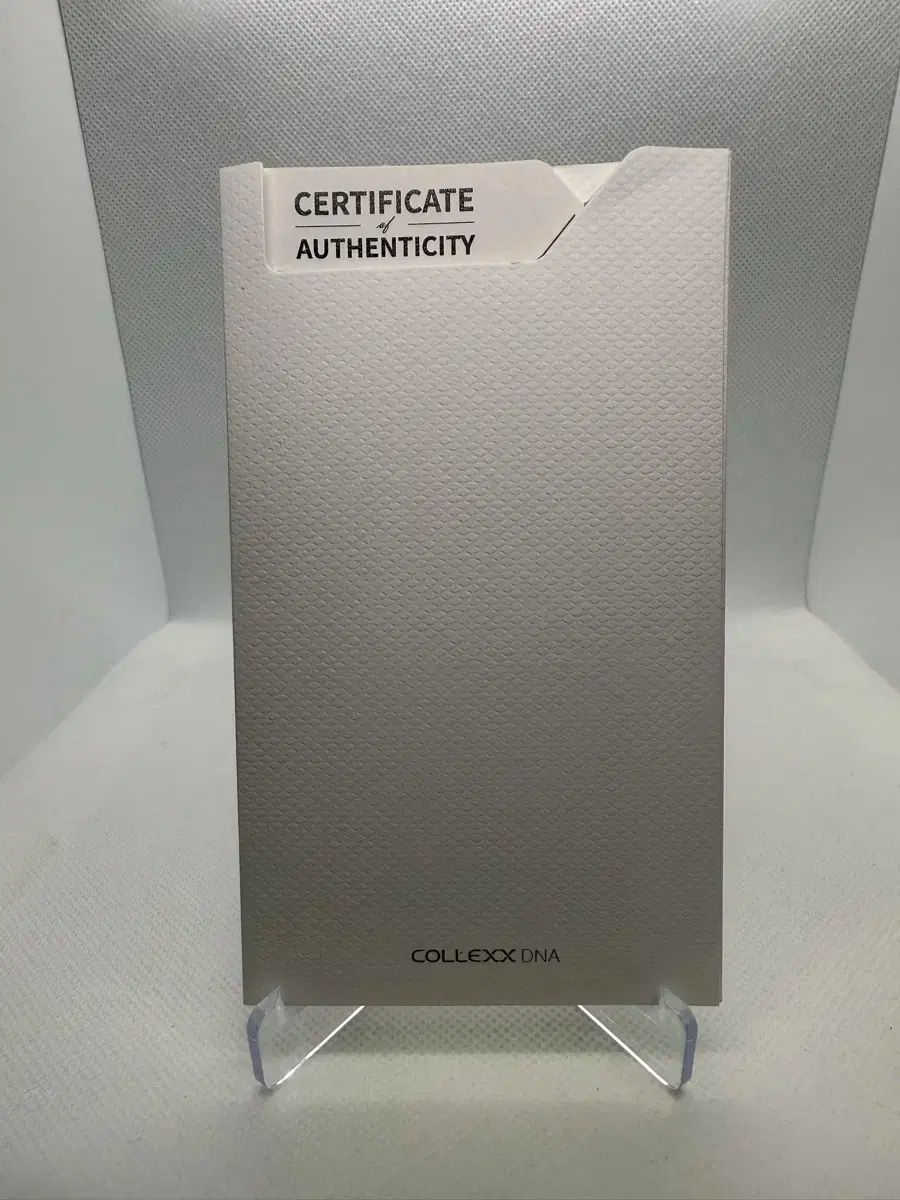 CERTIFICATE
of
AUTHENTICITY
COLLEXX DNA